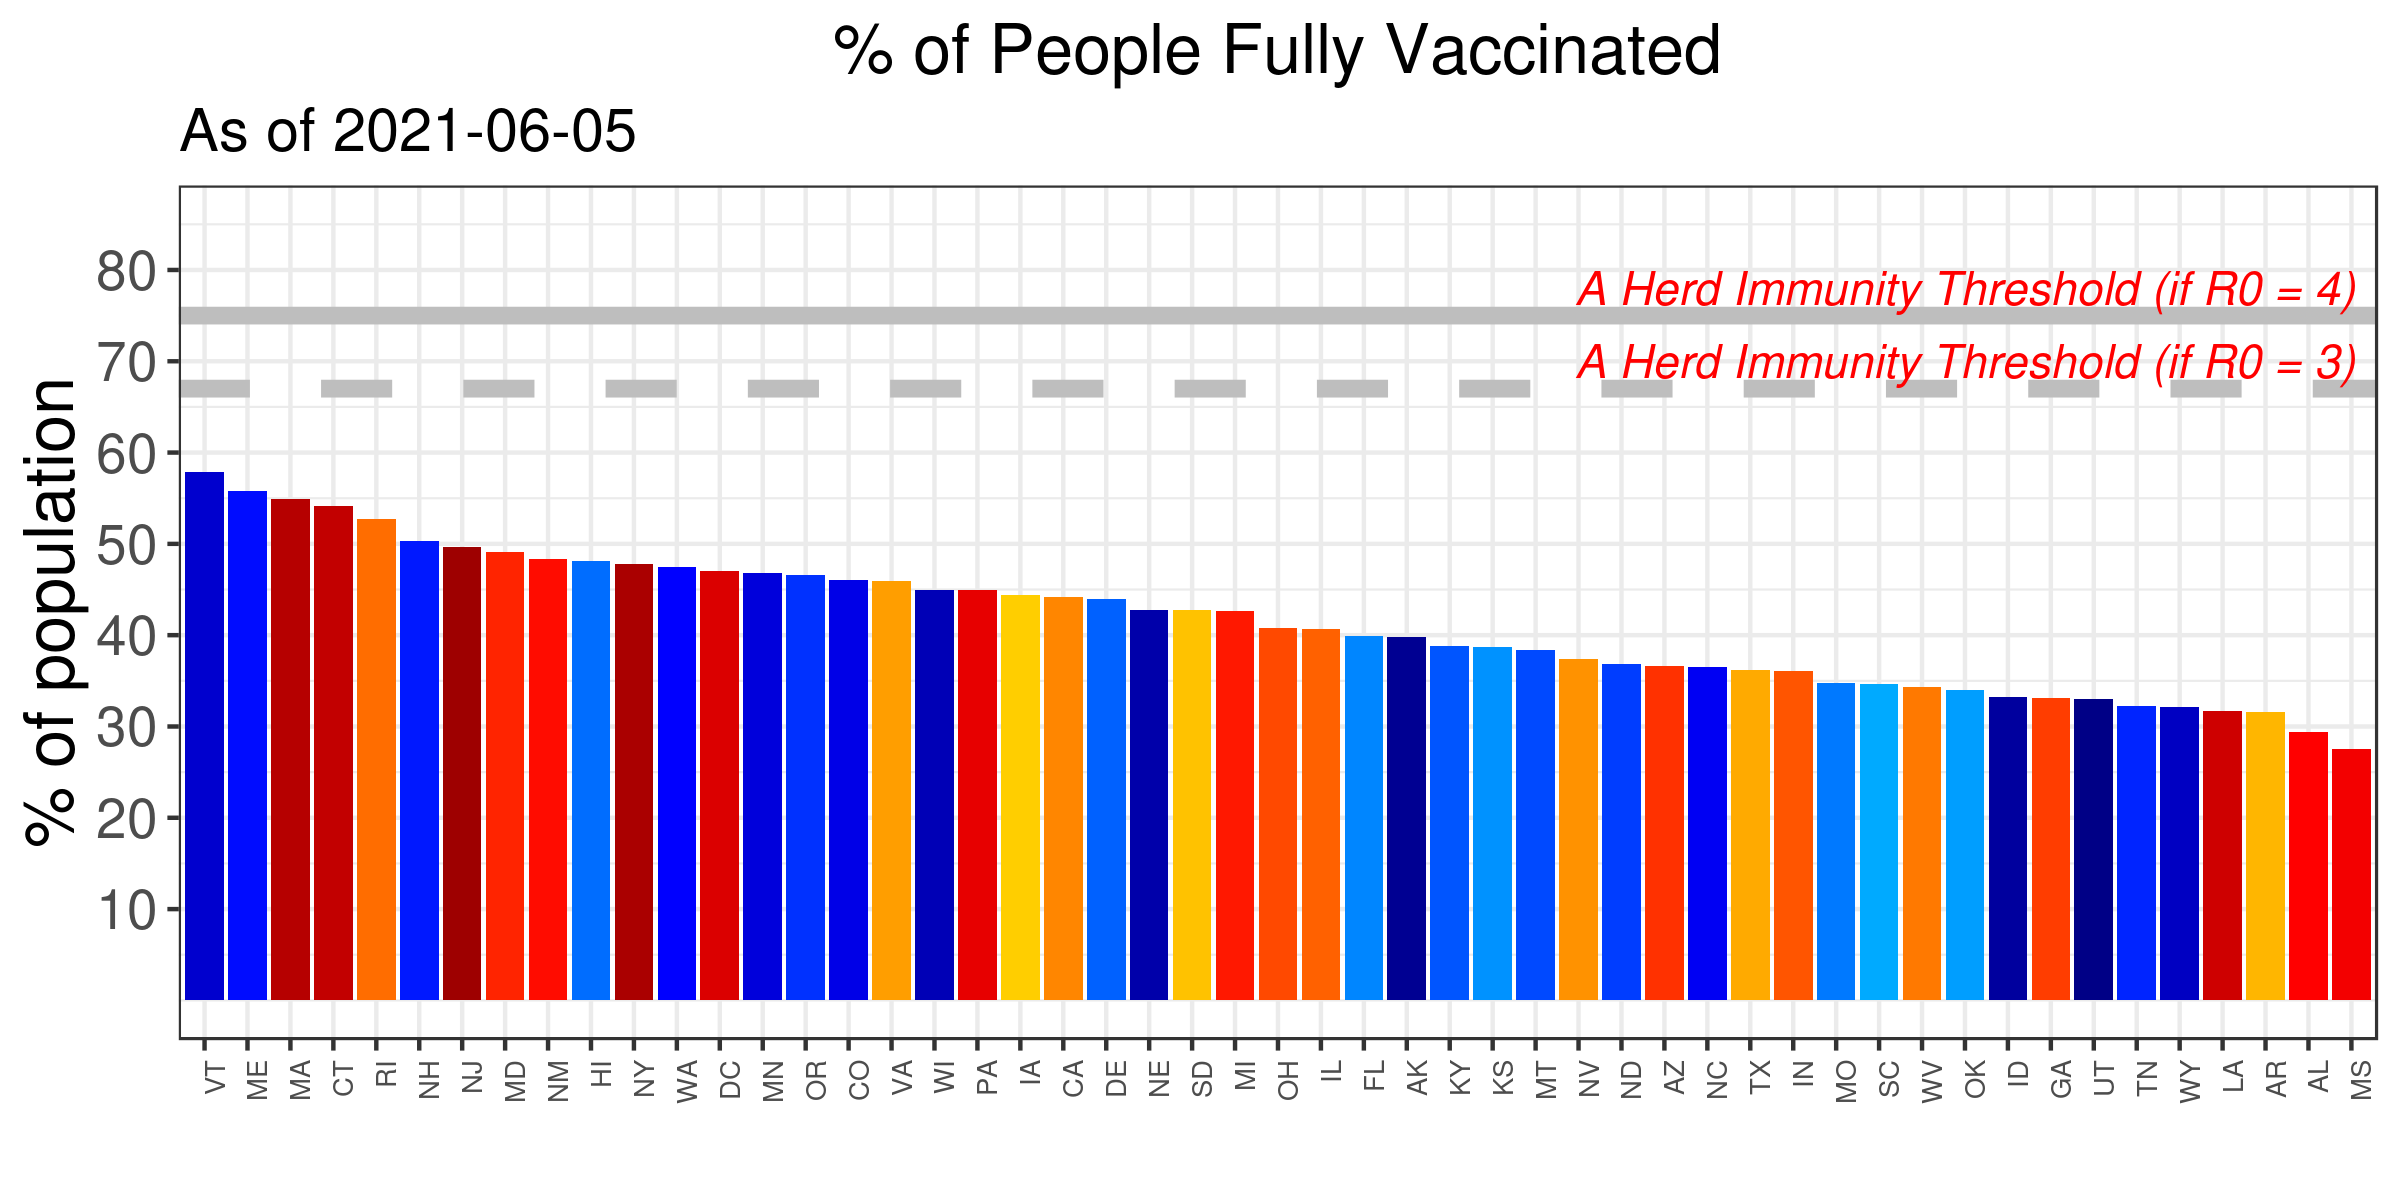 % of People Fully Vaccinated
As of 2021-06-05
% of population
80
70
60
50
40
30
20
10
A Herd Immunity Threshold (if R0 = 4)
A Herd Immunity Threshold (if R0 = 3)
VT ME MA CT RI NH NJ MD NM HI NY WA DC MN OR CO VA WI PA IA CA DE NE SD MI OH IL FL AK KY KS MT NV ND AZ NC TX IN MO SC WV OK ID GA UT TN WY LA AR AL MS